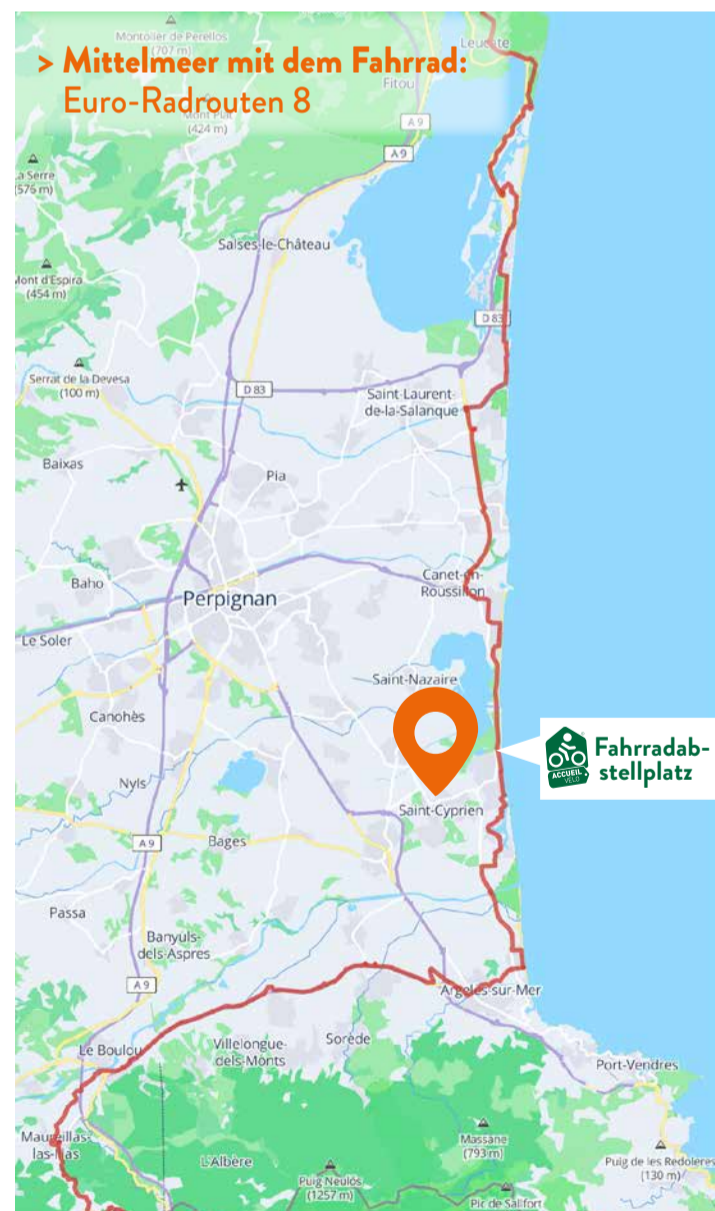 > Mittelmeer mit dem Fahrrad:
Euro-Radrouten 8
Montolier de Perellos
(707 m)
Leucate
Fitou
Mont Plat
(424 m)
A 9
A 9
a Serre
(575 m)
Salses-le-Château
Mont d'Espira
(454 m)
D 83
Serrat de la Devesa
(100 m)
D 83
Saint-Laurent-
de-la-Salanque
Baixas
Pia
Baho
Canet-en-
Roussillon
Perpignan
Le Soler
Saint-Nazaire
Canohès
Fahrradab-
stellplatz
ACCUEIL
VÉLO
Nyls
Saint-Cyprien
A 9
Bages
Passa
Banyuls-
dels-Aspres
A 9
Argelès-sur-Mer
Le Boulou
Villelongue-
dels-Monts
Sorède
Port-Vendres
Maureillas-
las-Illas
L'Albère
Massane
(793 m)
Puig Neulós
(1257 m)
Puig de les Redoleres
(130 m)
Pic de Sallfort